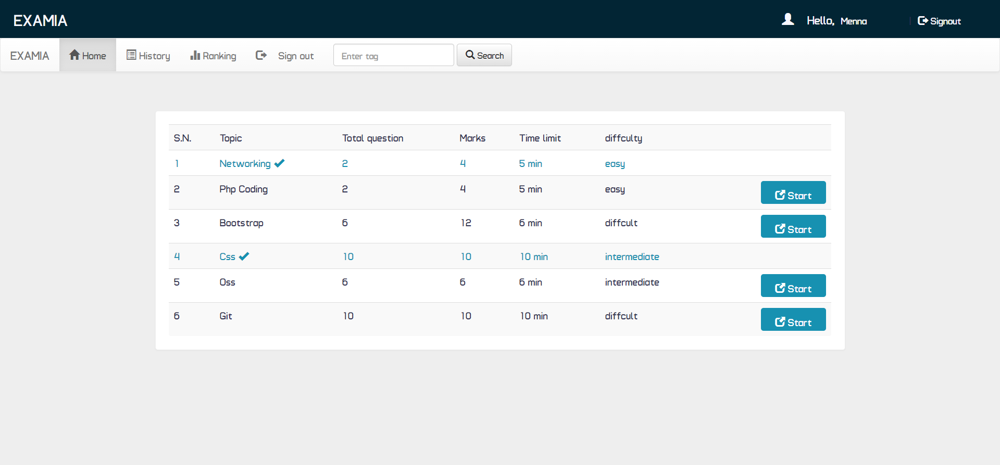 EXAMIA Hello, Menna | Signout
EXAMIA Home History Ranking Sign out Enter tag Search
S.N. Topic Total question Marks Time limit diffculty
1 Networking 2 4 5 min easy
2 Php Coding 2 4 5 min easy Start
3 Bootstrap 6 12 6 min diffcult Start
4 Css 10 10 10 min intermediate
5 Oss 6 6 6 min intermediate Start
6 Git 10 10 10 min diffcult Start